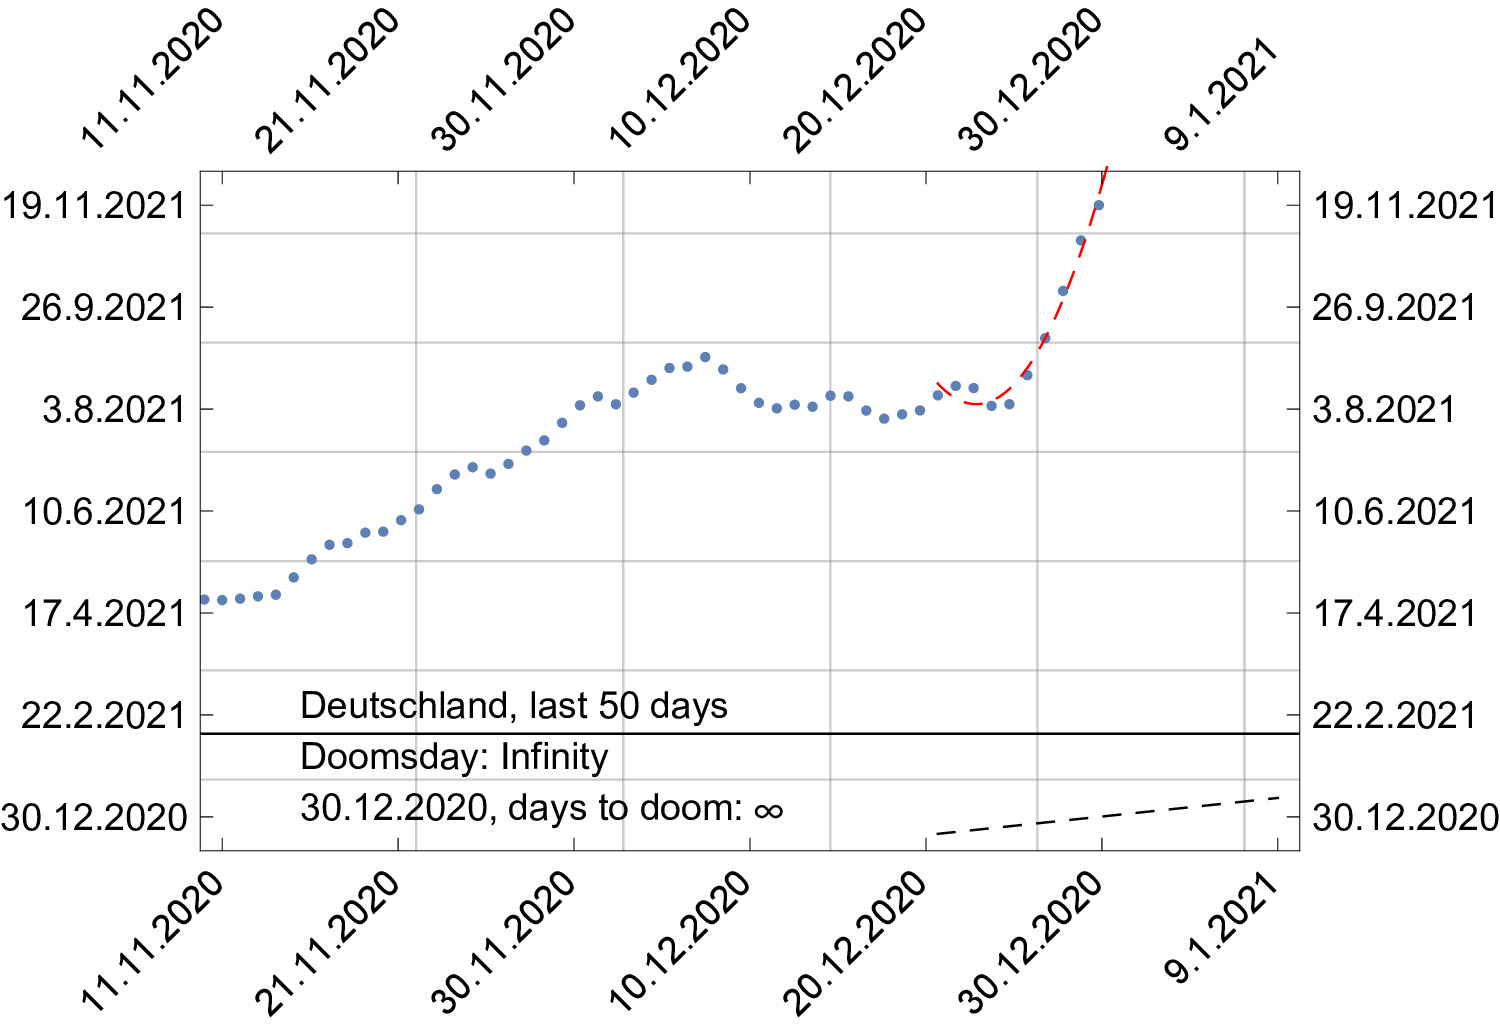 11.11.2020 21.11.2020 30.11.2020 10.12.2020 20.12.2020 30.12.2020 9.1.2021
19.11.2021 19.11.2021
26.9.2021 26.9.2021
3.8.2021 3.8.2021
10.6.2021 10.6.2021
17.4.2021 17.4.2021
Deutschland, last 50 days
22.2.2021 22.2.2021
Doomsday: Infinity
30.12.2020, days to doom: ∞
30.12.2020 30.12.2020
11.11.2020 21.11.2020 30.11.2020 10.12.2020 20.12.2020 30.12.2020 9.1.2021